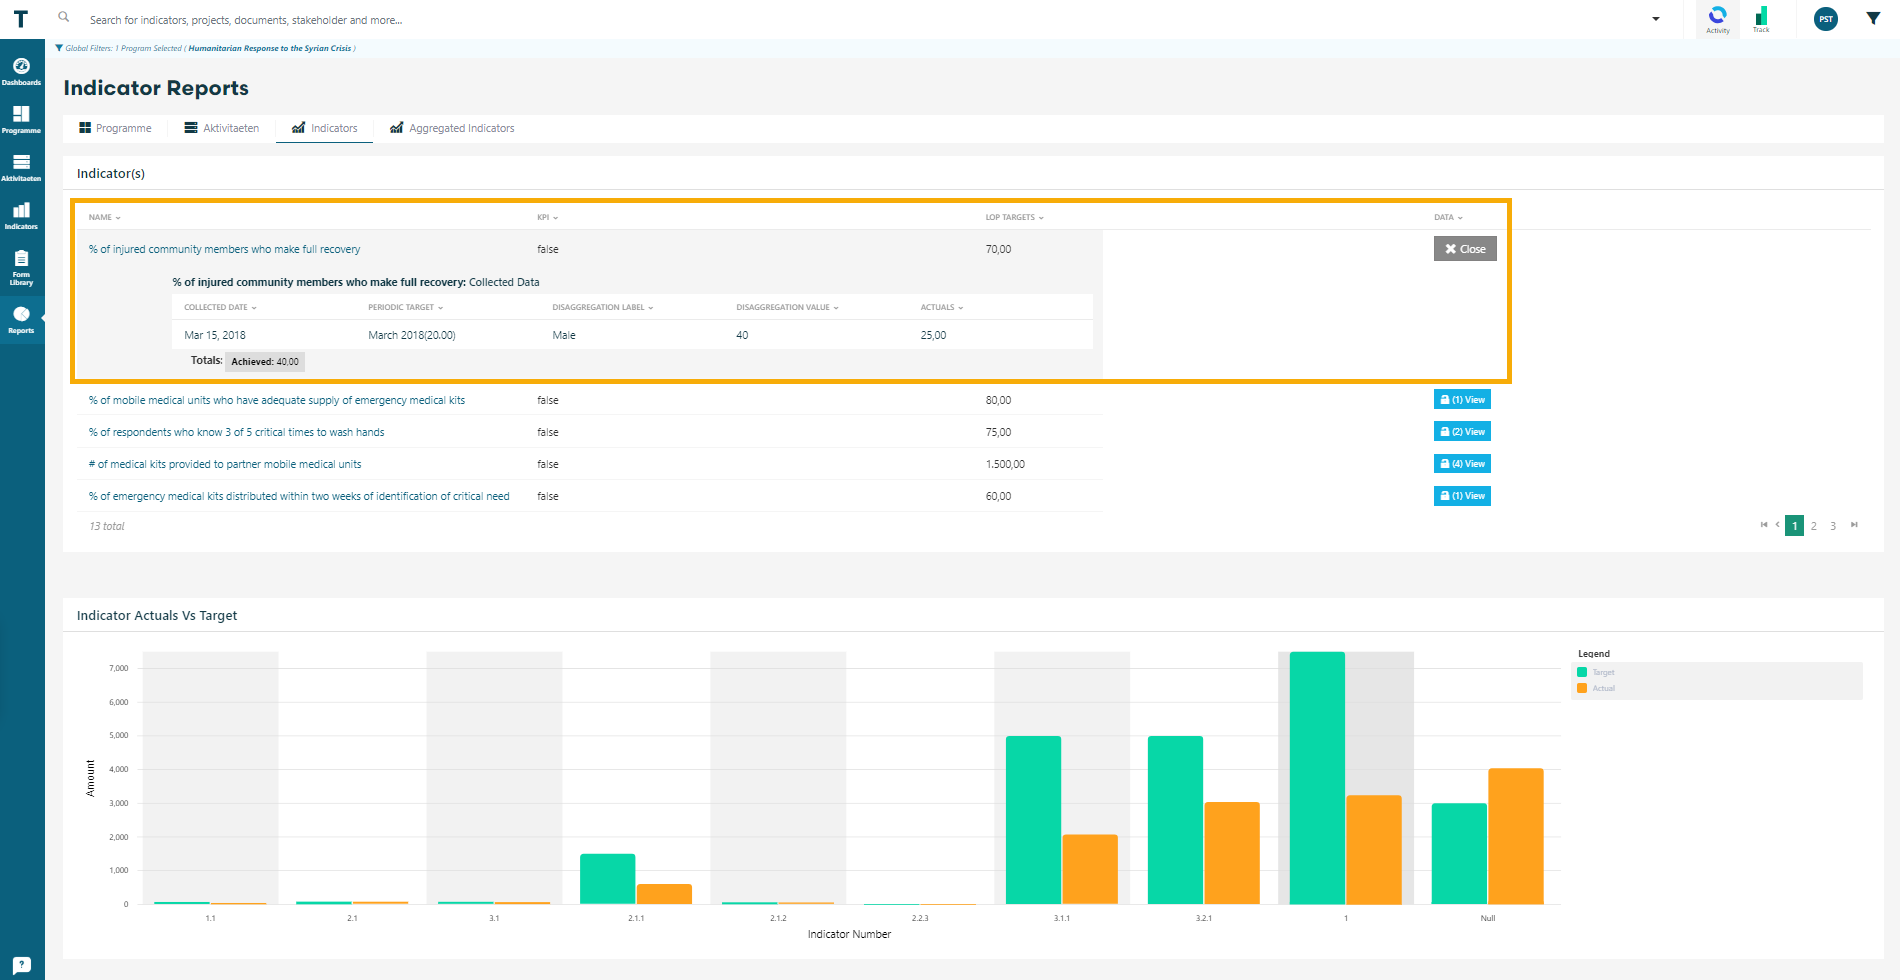 T
Search for indicators, projects, documents, stakeholder and more...
Activity
Track
PST
Global Filters: 1 Program Selected ( Humanitarian Response to the Syrian Crisis )
Dashboards
Programme
Aktivitaeten
Indicators
Form
Library
Reports
?
Indicator Reports
Programme
Aktivitaeten
Indicators
Aggregated Indicators
Indicator(s)
NAME KPI LOP TARGETS DATA
% of injured community members who make full recovery false 70,00 Close
% of injured community members who make full recovery: Collected Data
COLLECTED DATE PERIODIC TARGET DISAGGREGATION LABEL DISAGGREGATION VALUE ACTUALS
Mar 15, 2018 March 2018(20.00) Male 40 25,00
Totals: Achieved: 40,00
% of mobile medical units who have adequate supply of emergency medical kits false 80,00 (1) View
% of respondents who know 3 of 5 critical times to wash hands false 75,00 (2) View
# of medical kits provided to partner mobile medical units false 1.500,00 (4) View
% of emergency medical kits distributed within two weeks of identification of critical need false 60,00 (1) View
13 total 1 2 3
Indicator Actuals Vs Target
Legend
Target
Actual
Amount
7,000
6,000
5,000
4,000
3,000
2,000
1,000
0
1.1 2.1 3.1 2.1.1 2.1.2 2.2.3 3.1.1 3.2.1 1 Null
Indicator Number